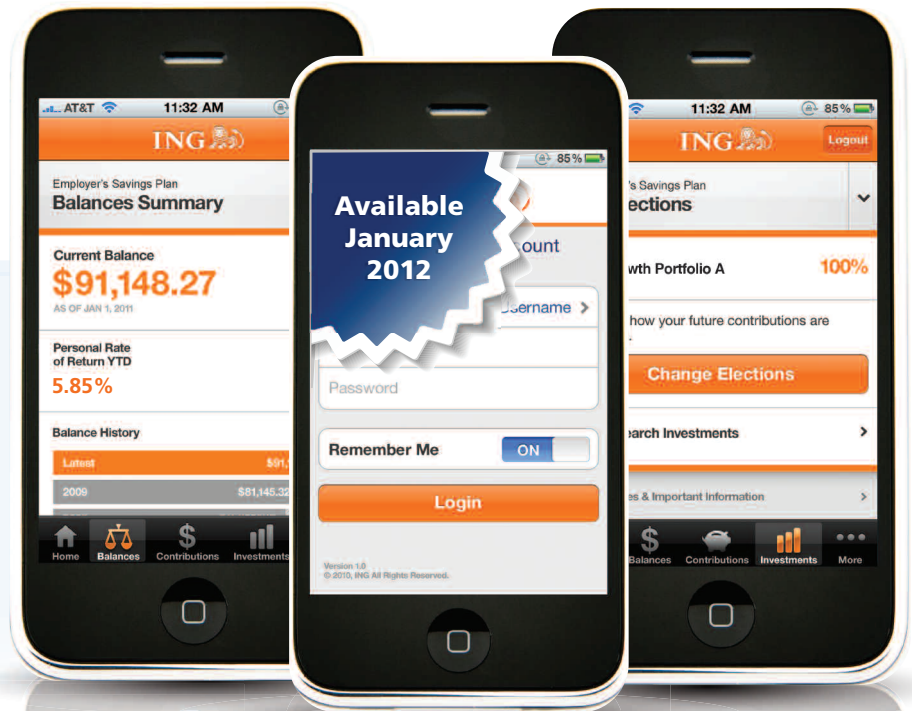 AT&T 11:32 AM
ING
Employer's Savings Plan
Balances Summary
Current Balance
$91,148.27
AS OF JAN 1, 2011
Personal Rate
of Return YTD
5.85%
Balance History
Latest $91,
2009 $81,145.32
Home Balances Contributions Investments
85%
Available
January
2012
ount
Username
Password
Remember Me ON
Login
Version 1.0
© 2010, ING All Rights Reserved.
11:32 AM 85%
ING Logout
's Savings Plan
ections
wth Portfolio A 100%
how your future contributions are
Change Elections
earch Investments
es & Important Information
Balances Contributions Investments More